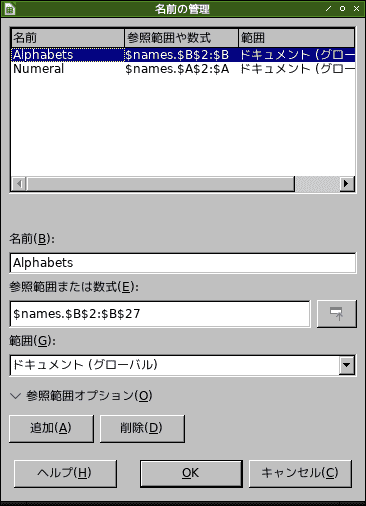 名前の管理
名前 参照範囲や数式 範囲
Alphabets $names.$B$2:$B ドキュメント (グロー
Numeral $names.$A$2:$A ドキュメント (グロー
名前(B):
Alphabets
参照範囲または数式(E):
$names.$B$2:$B$27
範囲(G):
ドキュメント (グローバル)
参照範囲オプション(O)
追加(A) 削除(D)
ヘルプ(H) OK キャンセル(C)